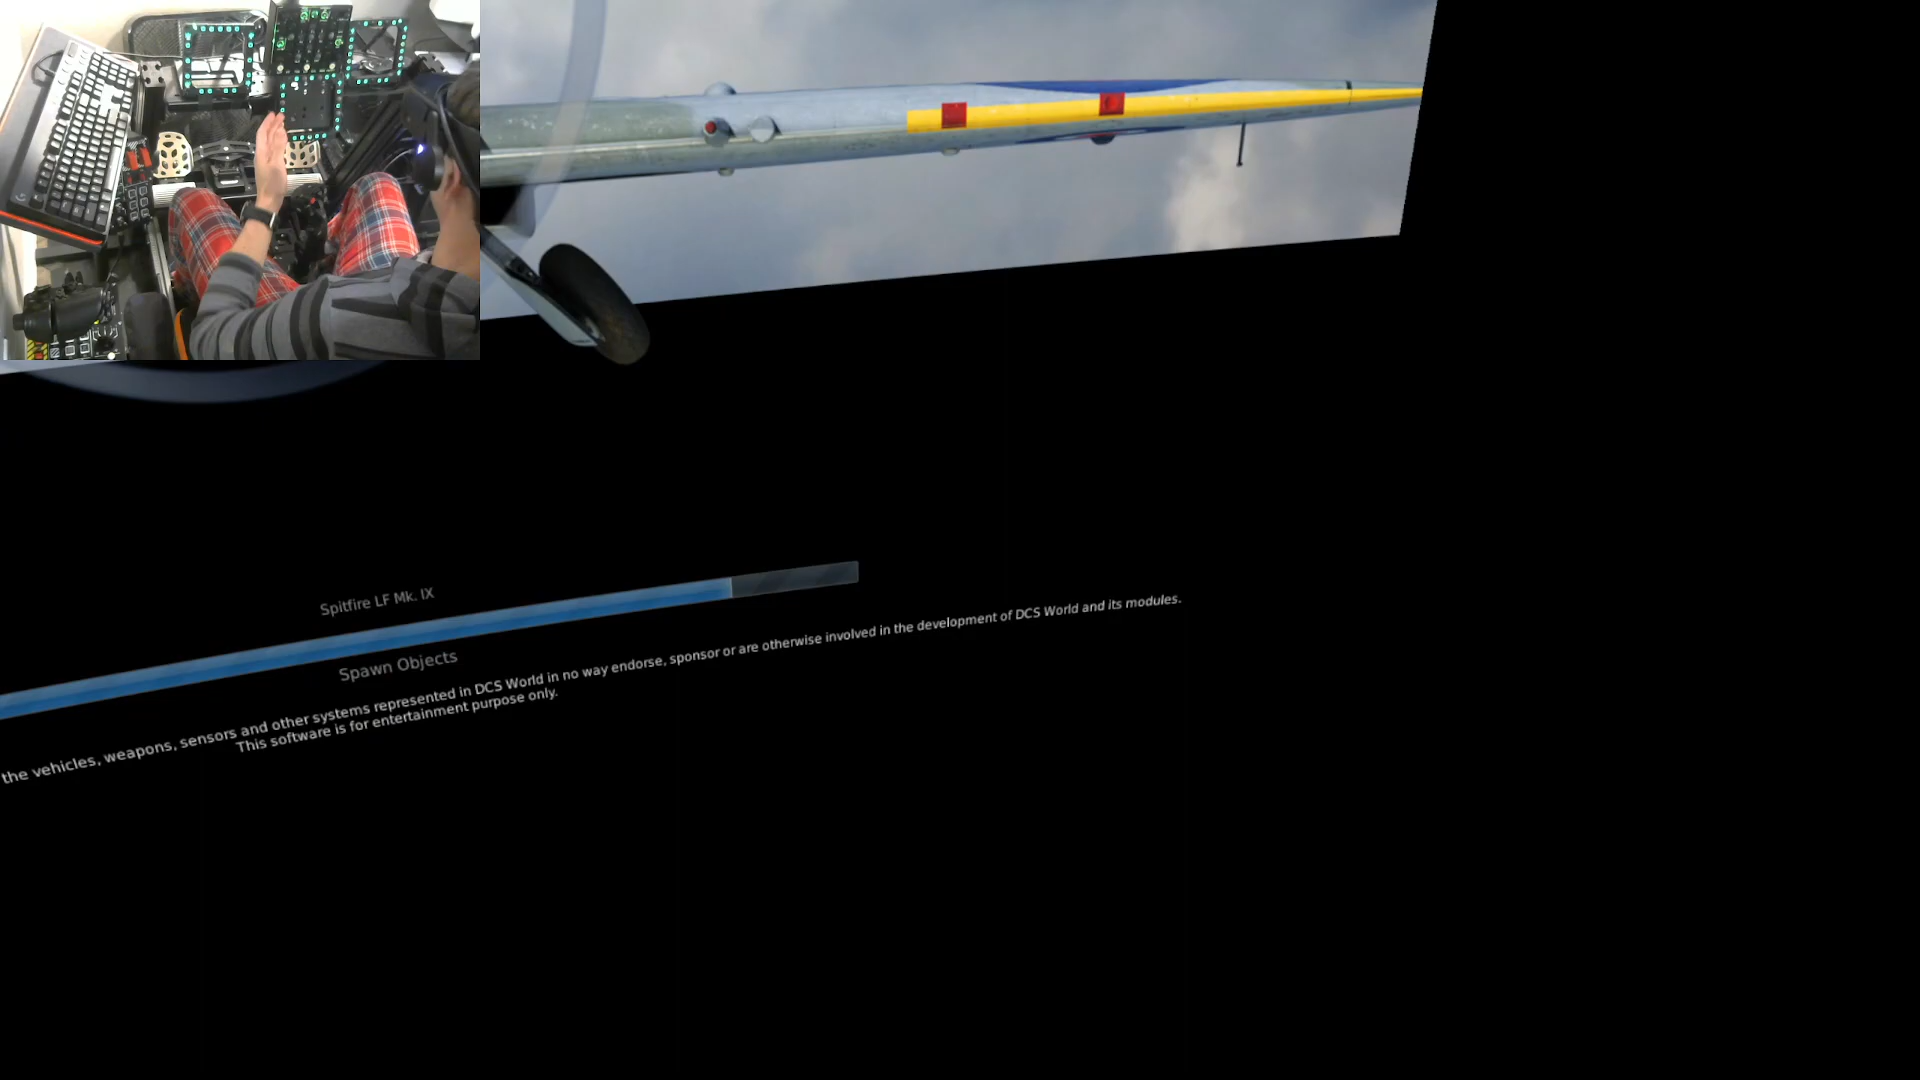 Spitfire LF Mk. IX
Spawn Objects
the vehicles, weapons, sensors and other systems represented in DCS World in no way endorse, sponsor or are otherwise involved in the development of DCS World and its modules.
This software is for entertainment purpose only.